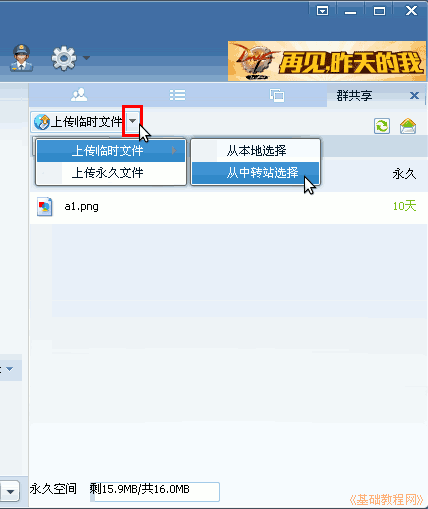 再见,昨天的我
群共享
上传临时文件
上传临时文件
上传永久文件
从本地选择
从中转站选择
永久
a1.png
10天
永久空间
剩15.9MB/共16.0MB
《基础教程网》